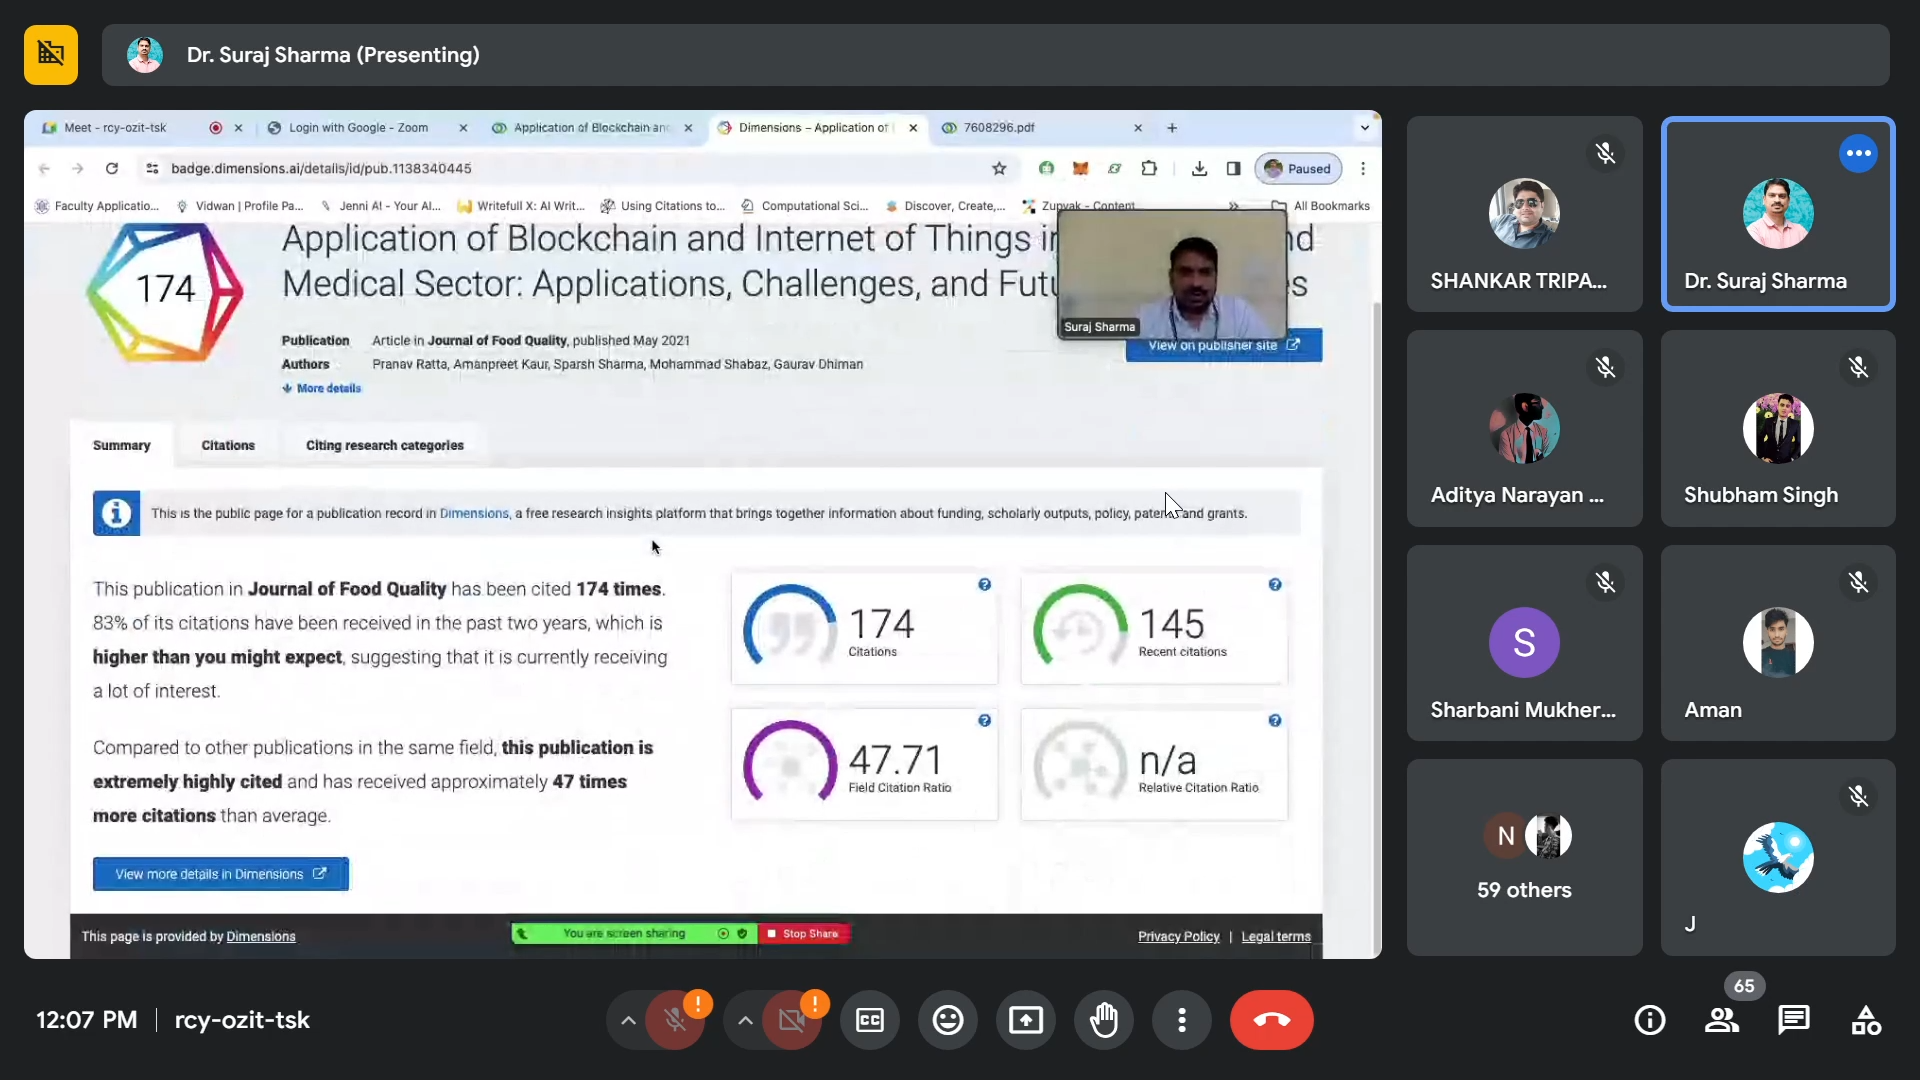 Dr. Suraj Sharma (Presenting)
Meet - rcy-ozit-tsk
Login with Google - Zoom
Application of Blockchain and
Dimensions – Application of
7608296.pdf
badge.dimensions.ai/details/id/pub.1138340445
Paused
Faculty Applicatio...
Vidwan | Profile Pa...
Jenni AI - Your AI...
Writefull X: AI Writ...
Using Citations to...
Computational Sci...
Discover, Create,...
Zupyak - Content
All Bookmarks
174
Application of Blockchain and Internet of Things in
Medical Sector: Applications, Challenges, and
Publication Article in Journal of Food Quality, published May 2021
Authors Pranav Ratta, Amanpreet Kaur, Sparsh Sharma, Mohammad Shabaz, Gaurav Dhiman
More details
Suraj Sharma
View on publisher site
Summary
Citations
Citing research categories
This is the public page for a publication record in Dimensions, a free research insights platform that brings together information about funding, scholarly outputs, policy, patents and grants.
This publication in Journal of Food Quality has been cited 174 times.
83% of its citations have been received in the past two years, which is
higher than you might expect, suggesting that it is currently receiving
a lot of interest.
Compared to other publications in the same field, this publication is
extremely highly cited and has received approximately 47 times
more citations than average.
174
Citations
145
Recent citations
47.71
Field Citation Ratio
n/a
Relative Citation Ratio
View more details in Dimensions
This page is provided by Dimensions
You are screen sharing
Stop Share
Privacy Policy | Legal terms
SHANKAR TRIPA...
Dr. Suraj Sharma
Aditya Narayan ...
Shubham Singh
S
Sharbani Mukher...
Aman
N
59 others
J
12:07 PM
rcy-ozit-tsk
CC
65